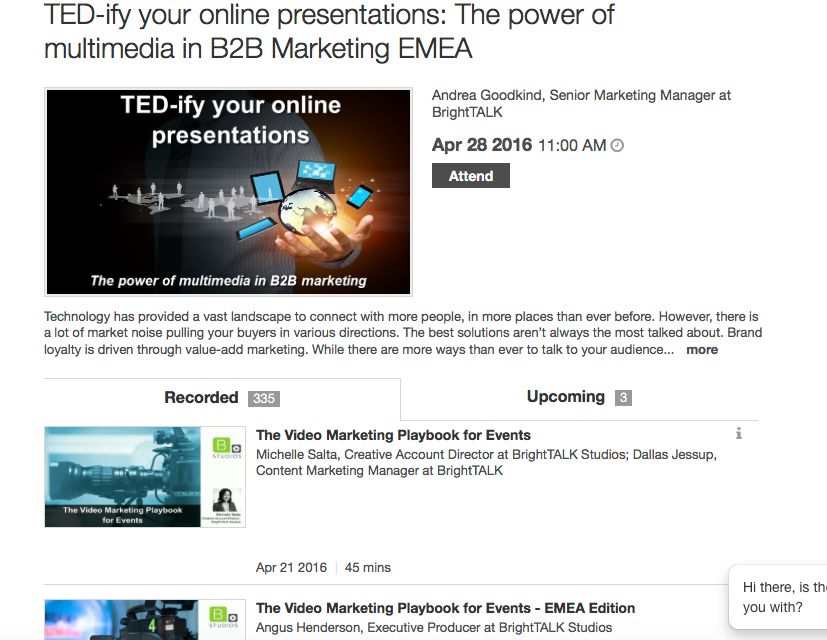 TED-ify your online presentations: The power of
multimedia in B2B Marketing EMEA
TED-ify your online
presentations
The power of multimedia in B2B marketing
Andrea Goodkind, Senior Marketing Manager at
BrightTALK
Apr 28 2016 11:00 AM
Attend
Technology has provided a vast landscape to connect with more people, in more places than ever before. However, there is
a lot of market noise pulling your buyers in various directions. The best solutions aren't always the most talked about. Brand
loyalty is driven through value-add marketing. While there are more ways than ever to talk to your audience... more
Recorded 335
Upcoming 3
B
STUDIOS
Michelle Salta
Creative Account Director,
BrightTALK Studios
The Video Marketing Playbook
for Events
The Video Marketing Playbook for Events
Michelle Salta, Creative Account Director at BrightTALK Studios; Dallas Jessup,
Content Marketing Manager at BrightTALK
Apr 21 2016 45 mins
4
B
STUDIOS
The Video Marketing Playbook for Events - EMEA Edition
Angus Henderson, Executive Producer at BrightTALK Studios
Hi there, is the
you with?